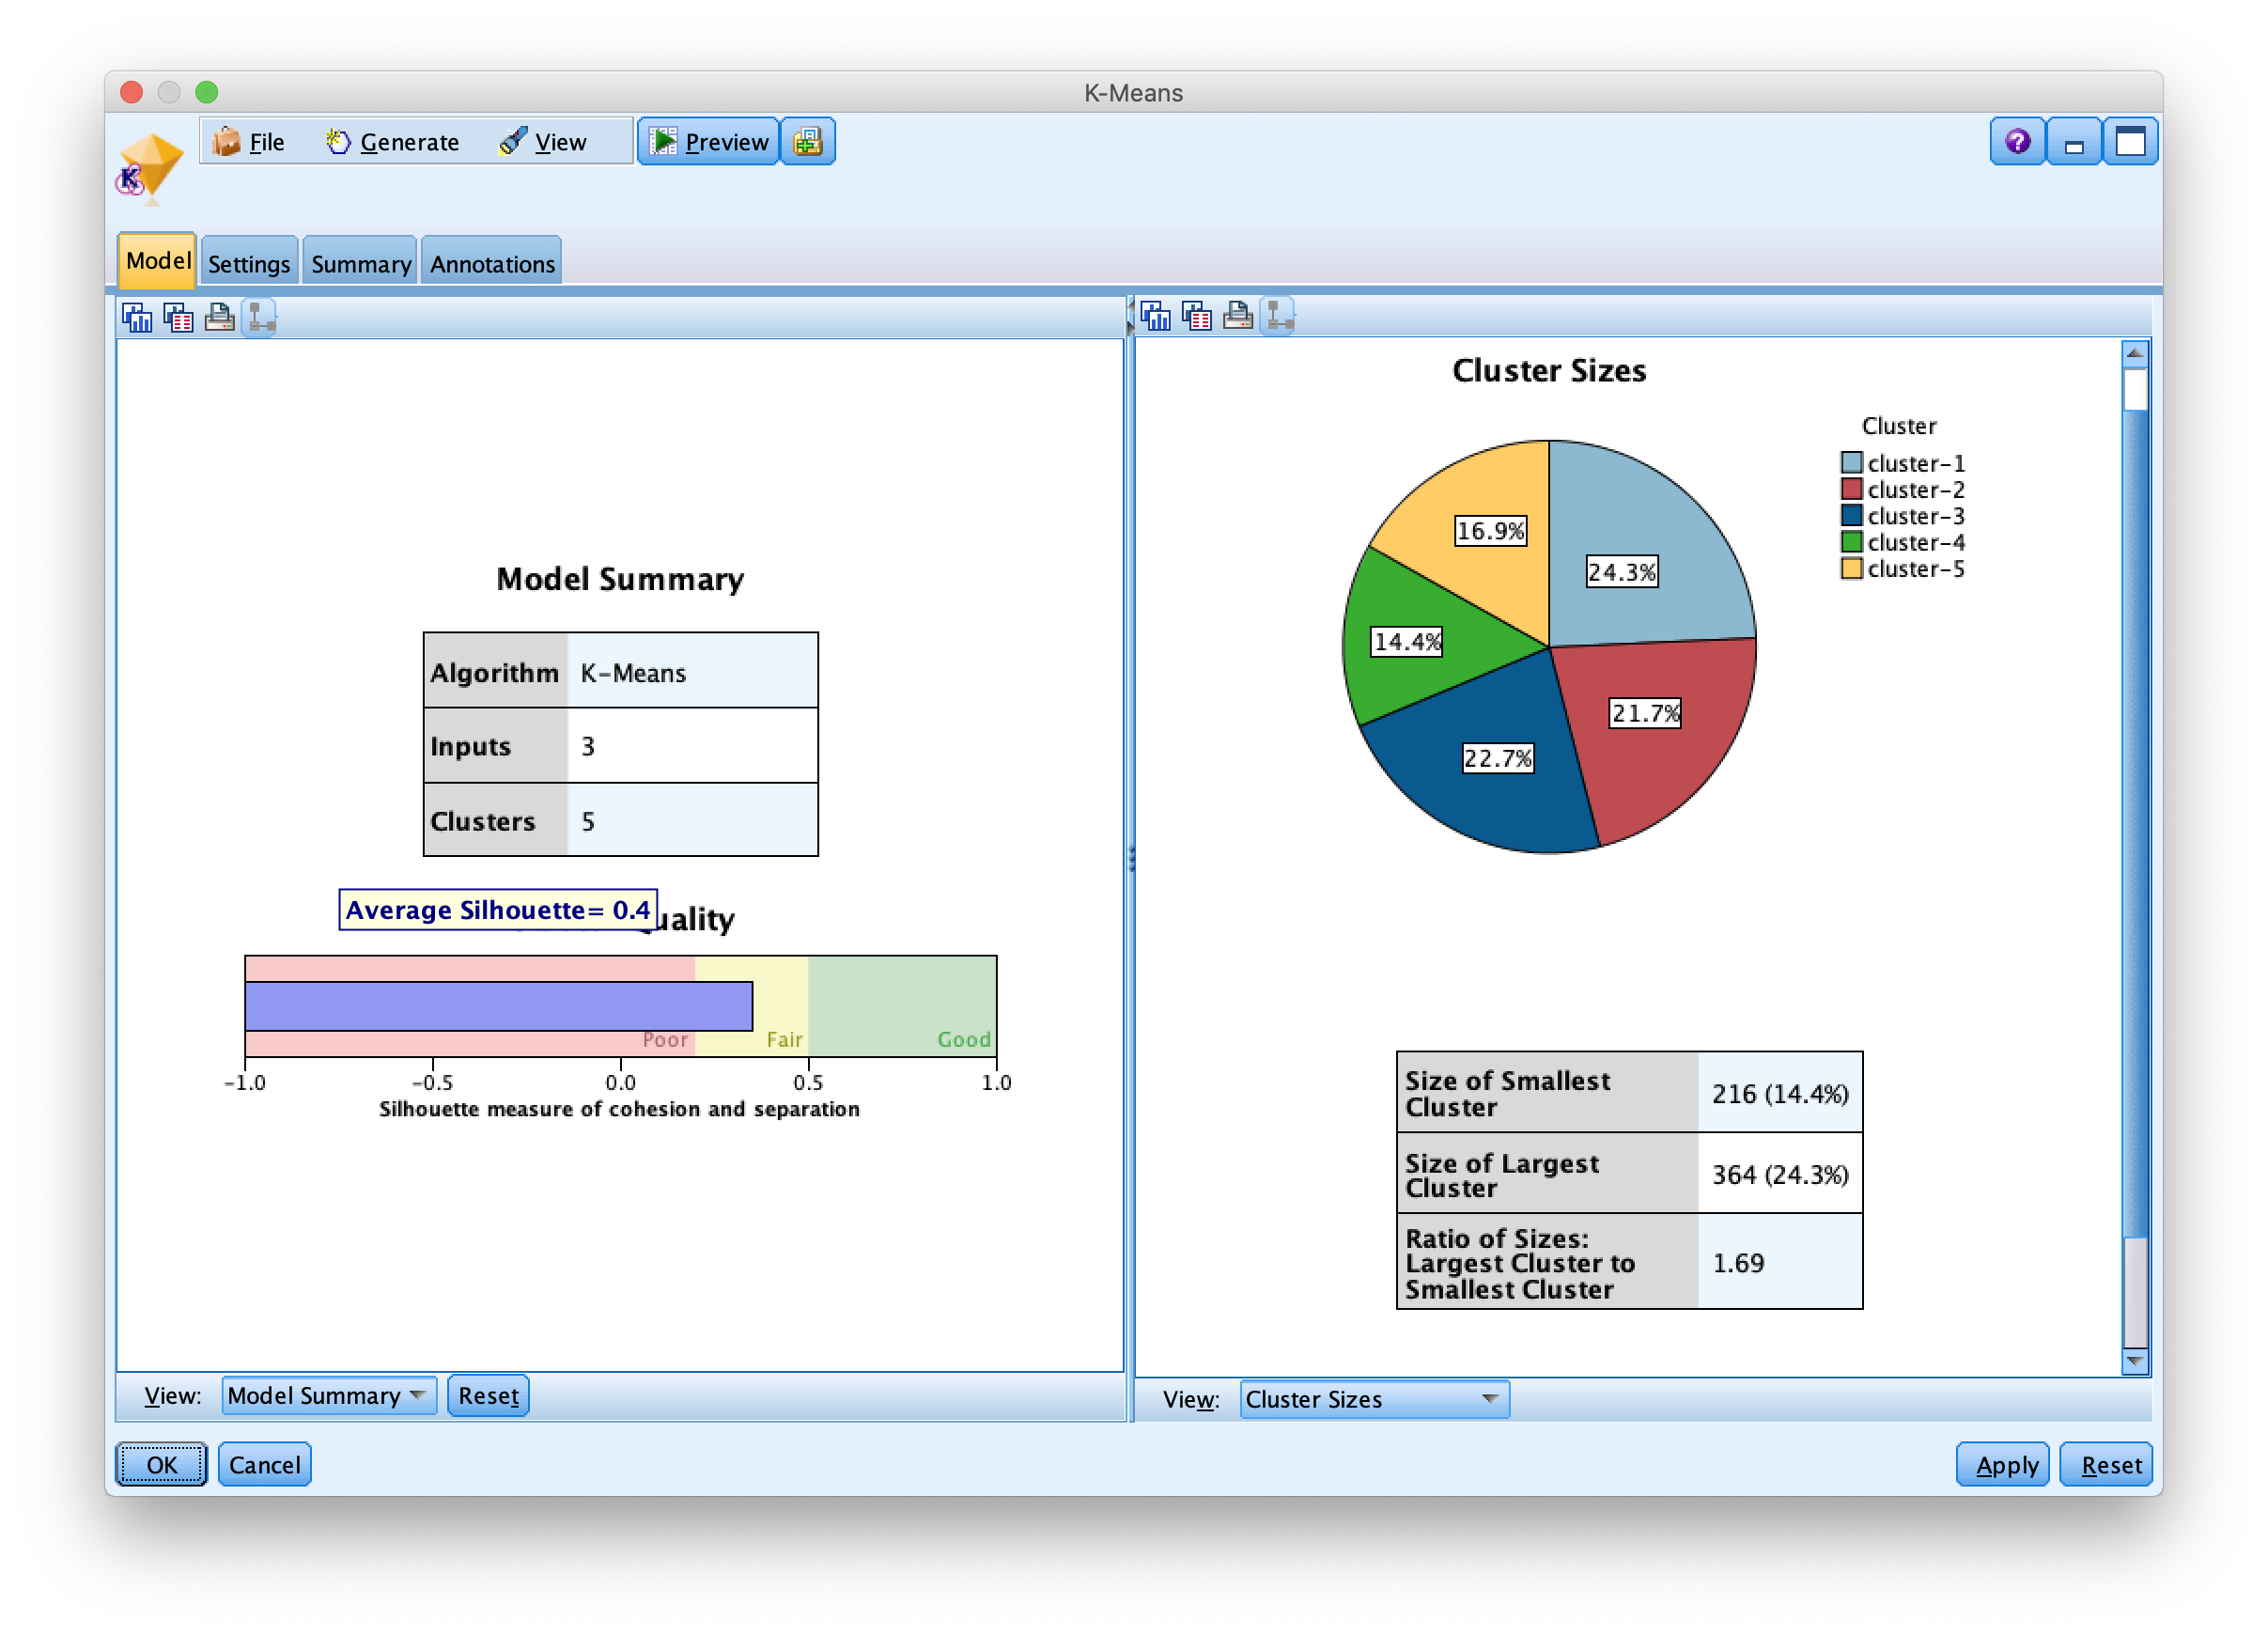 K-Means
File Generate View Preview
K
Model Settings Summary Annotations
Model Summary
Algorithm K-Means
Inputs 3
Clusters 5
Average Silhouette= 0.4
uality
Poor Fair Good
-1.0 -0.5 0.0 0.5 1.0
Silhouette measure of cohesion and separation
View: Model Summary Reset
Cluster Sizes
Cluster
cluster-1
cluster-2
cluster-3
cluster-4
cluster-5
16.9%
24.3%
14.4%
21.7%
22.7%
Size of Smallest
Cluster
216 (14.4%)
Size of Largest
Cluster
364 (24.3%)
Ratio of Sizes:
Largest Cluster to
Smallest Cluster
1.69
View: Cluster Sizes
OK Cancel Apply Reset